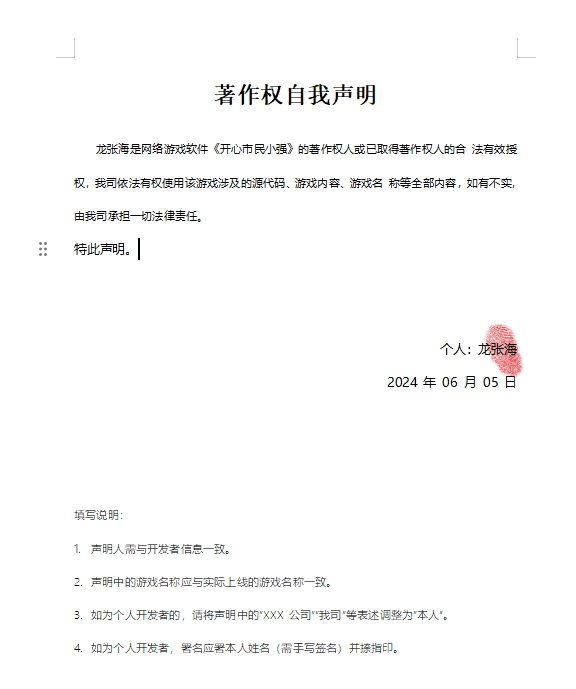 著作权自我声明
龙张海是网络游戏软件《开心市民小强》的著作权人或已取得著作权人的合 法有效授
权，我司依法有权使用该游戏涉及的源代码、游戏内容、游戏名 称等全部内容，如有不实，
由我司承担一切法律责任。
特此声明。
个人：龙张海
2024 年 06 月 05 日
填写说明：
1. 声明人需与开发者信息一致。
2. 声明中的游戏名称应与实际上线的游戏名称一致。
3. 如为个人开发者的，请将声明中的“XXX 公司”“我司”等表述调整为“本人”。
4. 如为个人开发者，署名应署本人姓名（需手写签名）并捺指印。